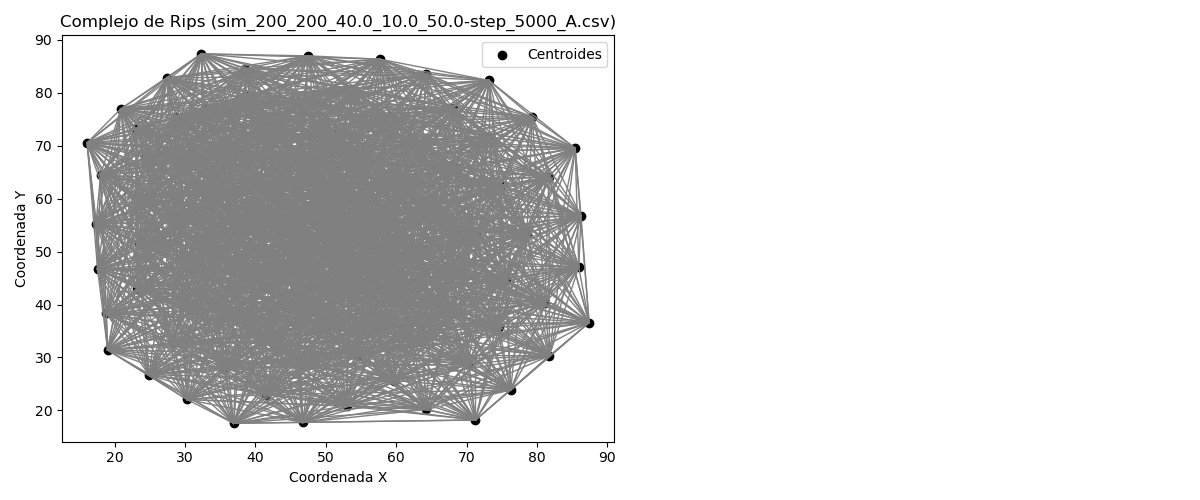 Complejo de Rips (sim_200_200_40.0_10.0_50.0-step_5000_A.csv)
Centroides
90
80
70
60
50
40
30
20
Coordenada Y
20 30 40 50 60 70 80 90
Coordenada X